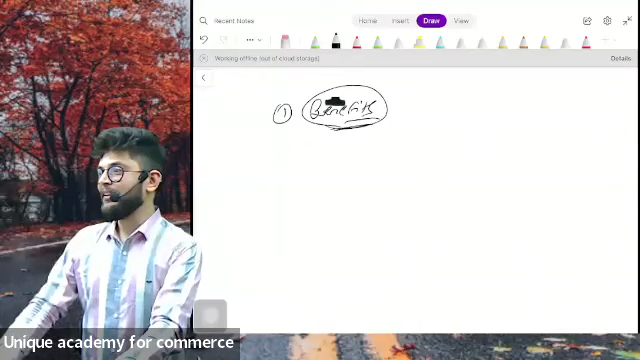 Recent Notes Home Insert Draw View
Working offline (out of cloud storage) Details
① Benefits
Unique academy for commerce